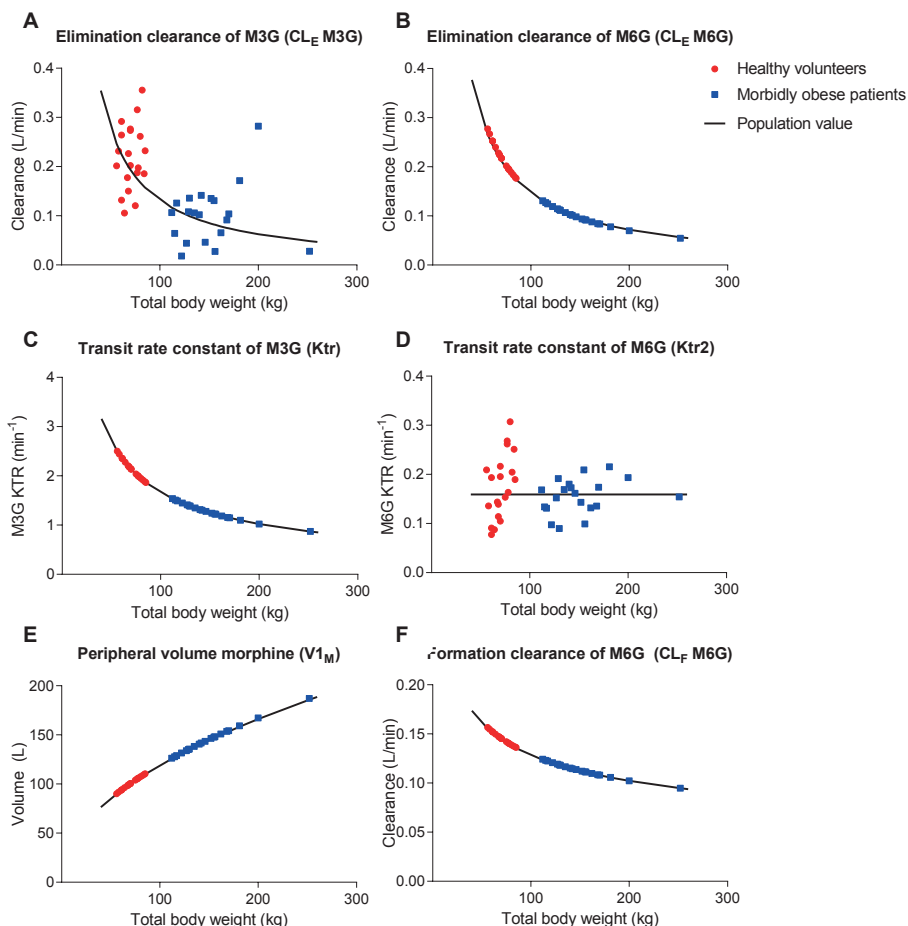 A
Elimination clearance of M3G (CL_E M3G)
Clearance (L/min)
0.4
0.3
0.2
0.1
0.0
100 200 300
Total body weight (kg)
B
Elimination clearance of M6G (CL_E M6G)
Clearance (L/min)
0.4
0.3
0.2
0.1
0.0
100 200 300
Total body weight (kg)
Healthy volunteers
Morbidly obese patients
Population value
C
Transit rate constant of M3G (Ktr)
M3G KTR (min⁻¹)
4
3
2
1
0
100 200 300
Total body weight (kg)
D
Transit rate constant of M6G (Ktr2)
M6G KTR (min⁻¹)
0.4
0.3
0.2
0.1
0.0
100 200 300
Total body weight (kg)
E
Peripheral volume morphine (V1_M)
Volume (L)
200
150
100
50
0
100 200 300
Total body weight (kg)
F
Formation clearance of M6G (CL_F M6G)
Clearance (L/min)
0.20
0.15
0.10
0.05
0.00
100 200 300
Total body weight (kg)